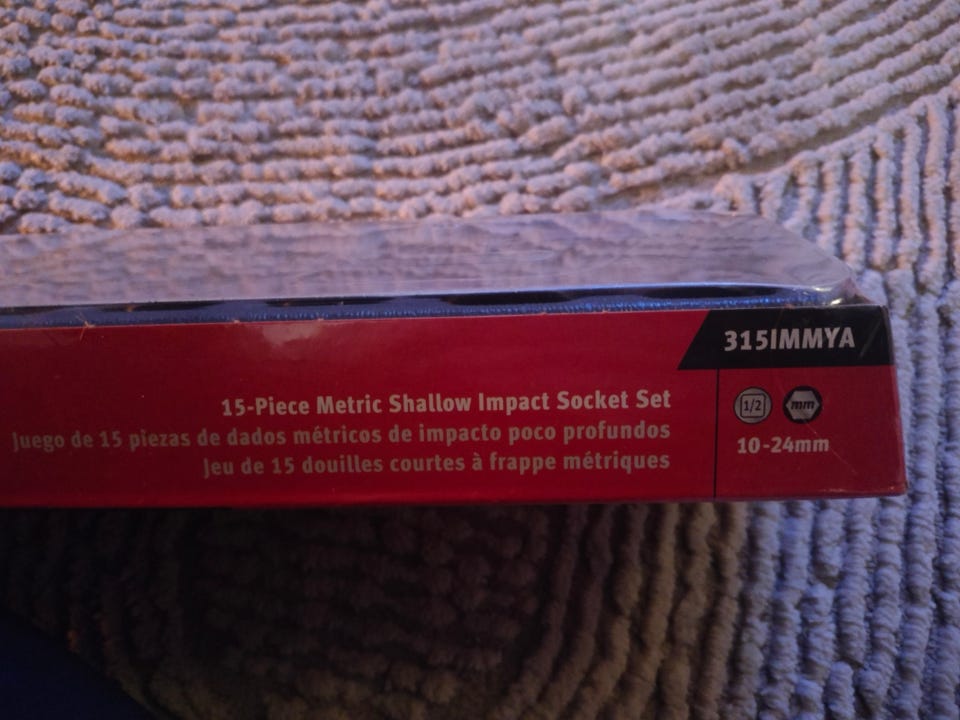 315IMMYA
15-Piece Metric Shallow Impact Socket Set
Juego de 15 piezas de dados métricos de impacto poco profundos
Jeu de 15 douilles courtes à frappe métriques
1/2 mm
10-24mm